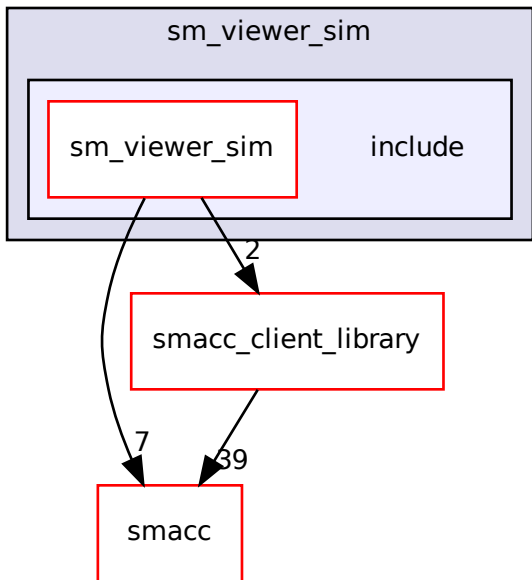 sm_viewer_sim
sm_viewer_sim
include
2
smacc_client_library
7
39
smacc